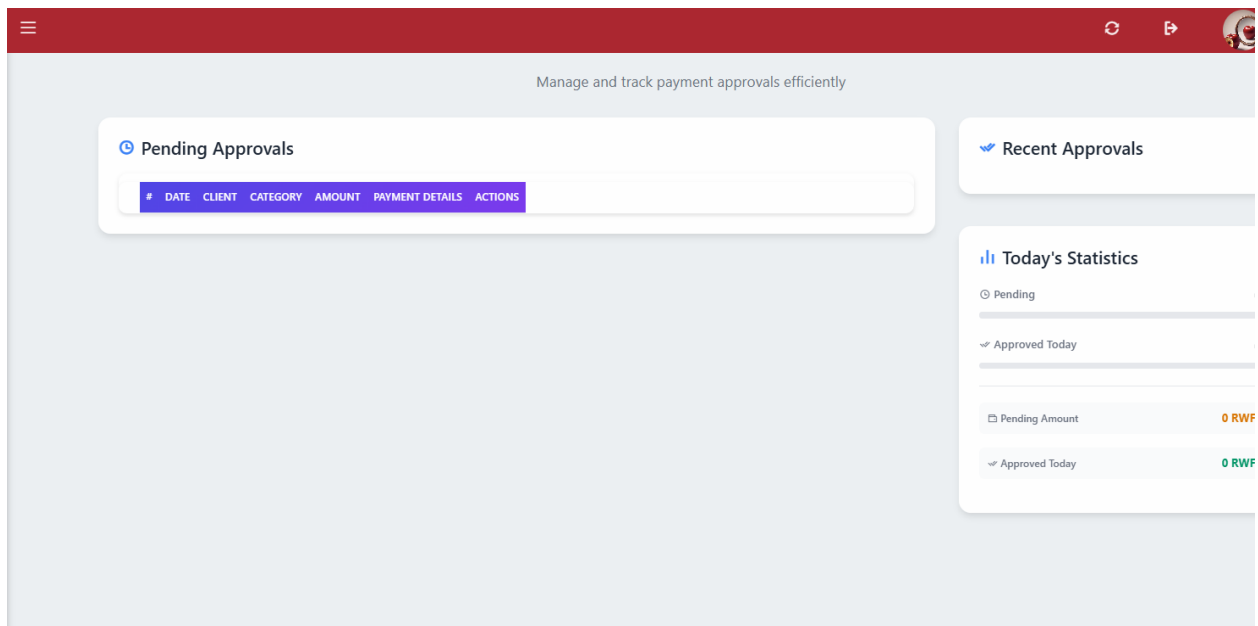 Manage and track payment approvals efficiently
Pending Approvals
# DATE CLIENT CATEGORY AMOUNT PAYMENT DETAILS ACTIONS
Recent Approvals
Today's Statistics
Pending
Approved Today
Pending Amount 0 RWF
Approved Today 0 RWF